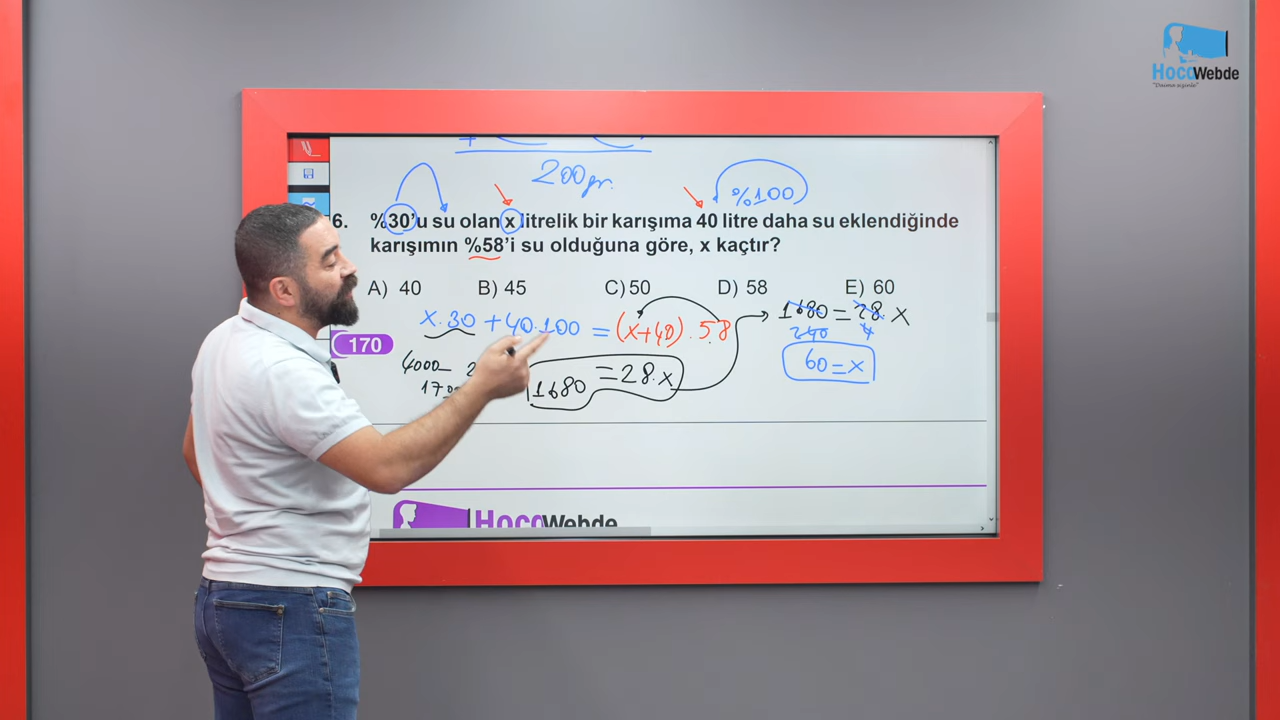 HocaWebde
"Daima sizinle"
200gr.
%100
6. %30'u su olan x litrelik bir karışıma 40 litre daha su eklendiğinde
karışımın %58'i su olduğuna göre, x kaçtır?
A) 40 B) 45 C) 50 D) 58 E) 60
x.30 + 40.100 = (x+40).58
1680 = 28 x
240 4
60 = x
170
4000
1680 = 28.x
HocaWebde